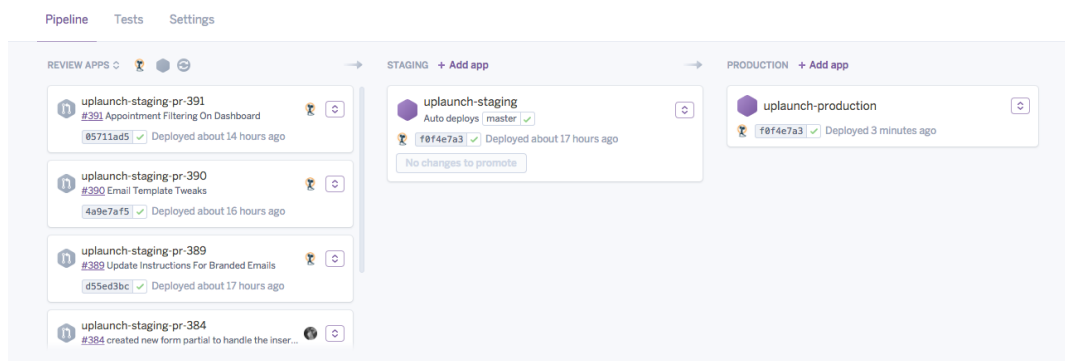 Pipeline Tests Settings
REVIEW APPS
uplaunch-staging-pr-391
#391 Appointment Filtering On Dashboard
05711ad5 Deployed about 14 hours ago
uplaunch-staging-pr-390
#390 Email Template Tweaks
4a9e7af5 Deployed about 16 hours ago
uplaunch-staging-pr-389
#389 Update Instructions For Branded Emails
d55ed3bc Deployed about 17 hours ago
uplaunch-staging-pr-384
#384 created new form partial to handle the inser...
STAGING + Add app
uplaunch-staging
Auto deploys master
f0f4e7a3 Deployed about 17 hours ago
No changes to promote
PRODUCTION + Add app
uplaunch-production
f0f4e7a3 Deployed 3 minutes ago